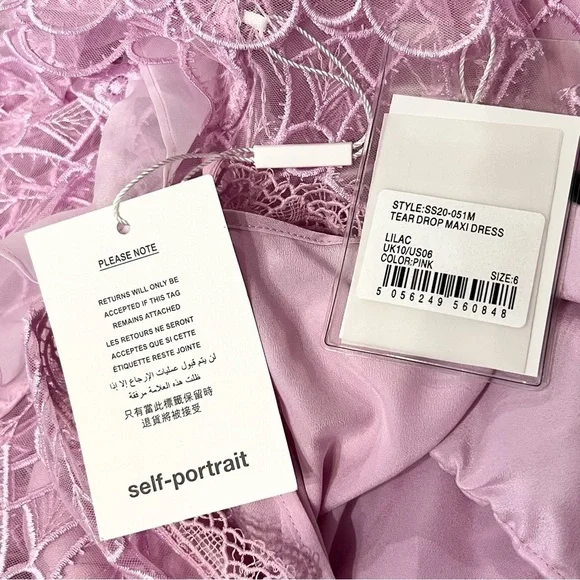 PLEASE NOTE
RETURNS WILL ONLY BE
ACCEPTED IF THIS TAG
REMAINS ATTACHED
LES RETOURS NE SERONT
ACCEPTÉS QUE SI CETTE
ETIQUETTE RESTE JOINTE
لن يتم قبول عمليات الإرجاع إلا إذا
ظلت هذه العلامة مرفقة
只有當此標籤保留時
退貨將被接受
self-portrait
STYLE:SS20-051M
TEAR DROP MAXI DRESS
LILAC
UK10/US06
COLOR:PINK SIZE:6
5 056249 560848